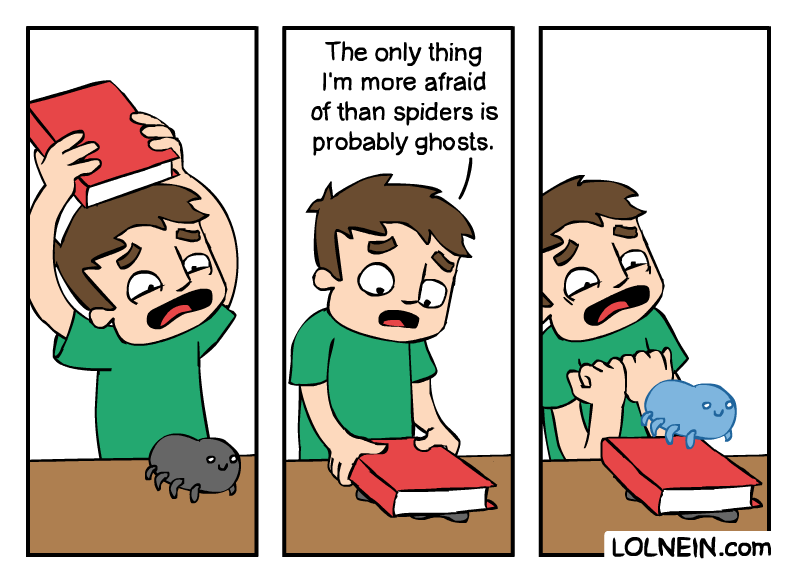 The only thing
I'm more afraid
of than spiders is
probably ghosts.
LOLNEIN.com